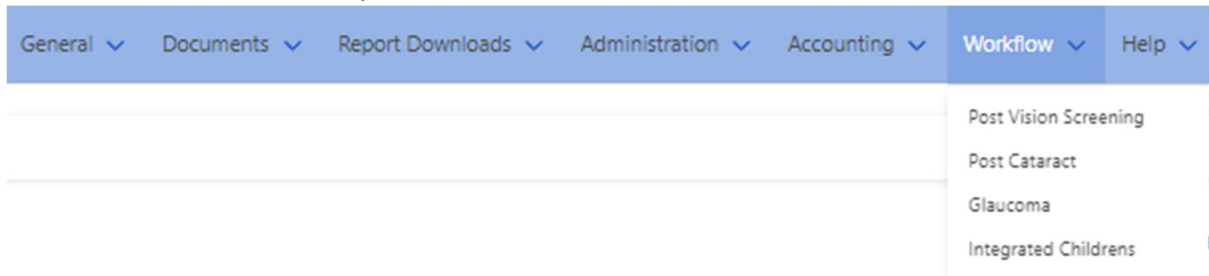 General Documents Report Downloads Administration Accounting Workflow Help
Post Vision Screening
Post Cataract
Glaucoma
Integrated Childrens